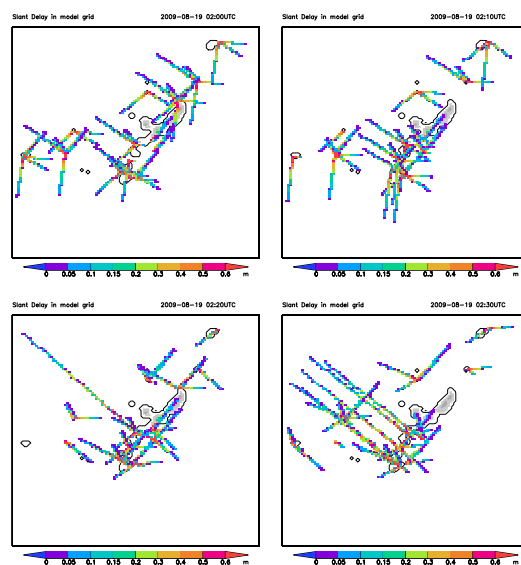 Slant Delay in model grid 2009-08-19 02:00UTC
Slant Delay in model grid 2009-08-19 02:10UTC
0 0.05 0.1 0.15 0.2 0.3 0.4 0.5 0.6 m
0 0.05 0.1 0.15 0.2 0.3 0.4 0.5 0.6 m
Slant Delay in model grid 2009-08-19 02:20UTC
Slant Delay in model grid 2009-08-19 02:30UTC
0 0.05 0.1 0.15 0.2 0.3 0.4 0.5 0.6 m
0 0.05 0.1 0.15 0.2 0.3 0.4 0.5 0.6 m